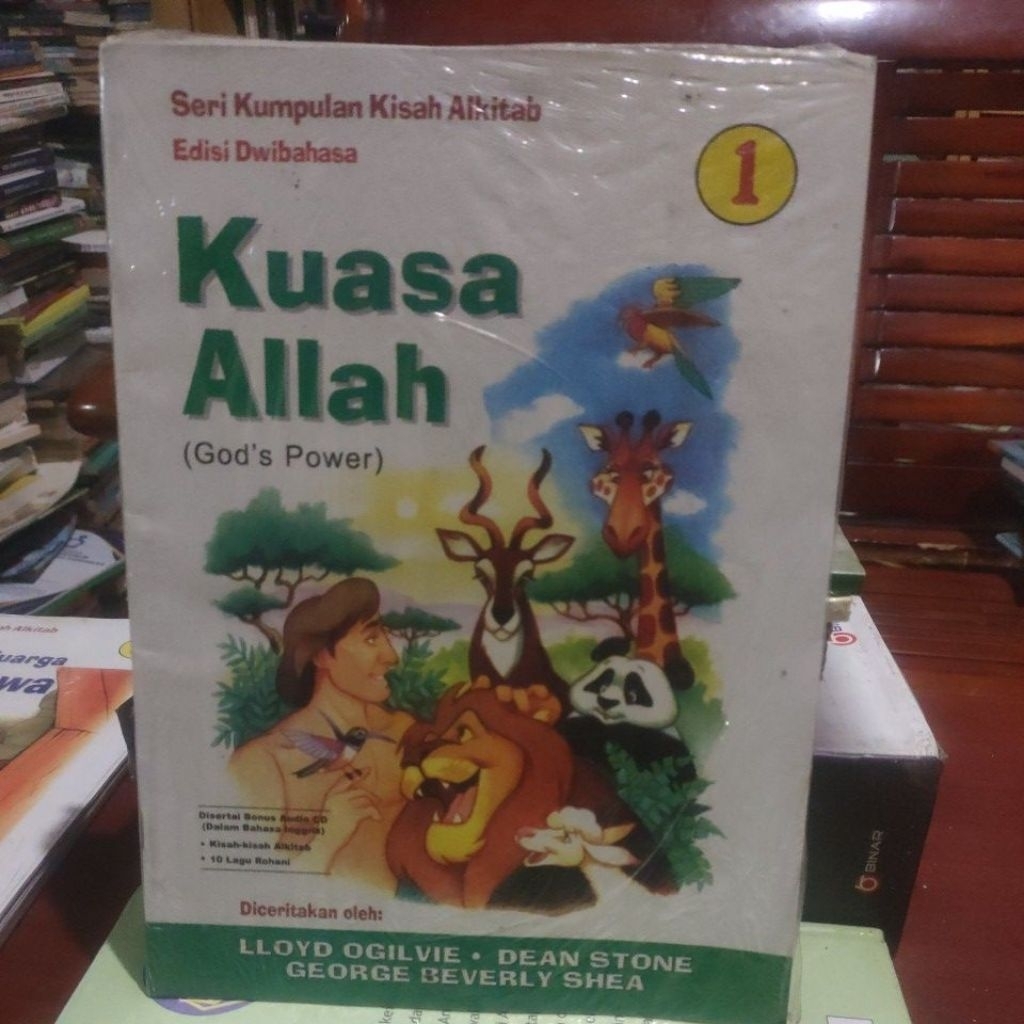 Seri Kumpulan Kisah Alkitab
Edisi Dwibahasa
1
Kuasa
Allah
(God's Power)
Disertai Bonus Audio CD
(Dalam Bahasa Inggris)
• Kisah-kisah Alkitab
• 10 Lagu Rohani
Diceritakan oleh:
LLOYD OGILVIE • DEAN STONE
GEORGE BEVERLY SHEA
BINAR